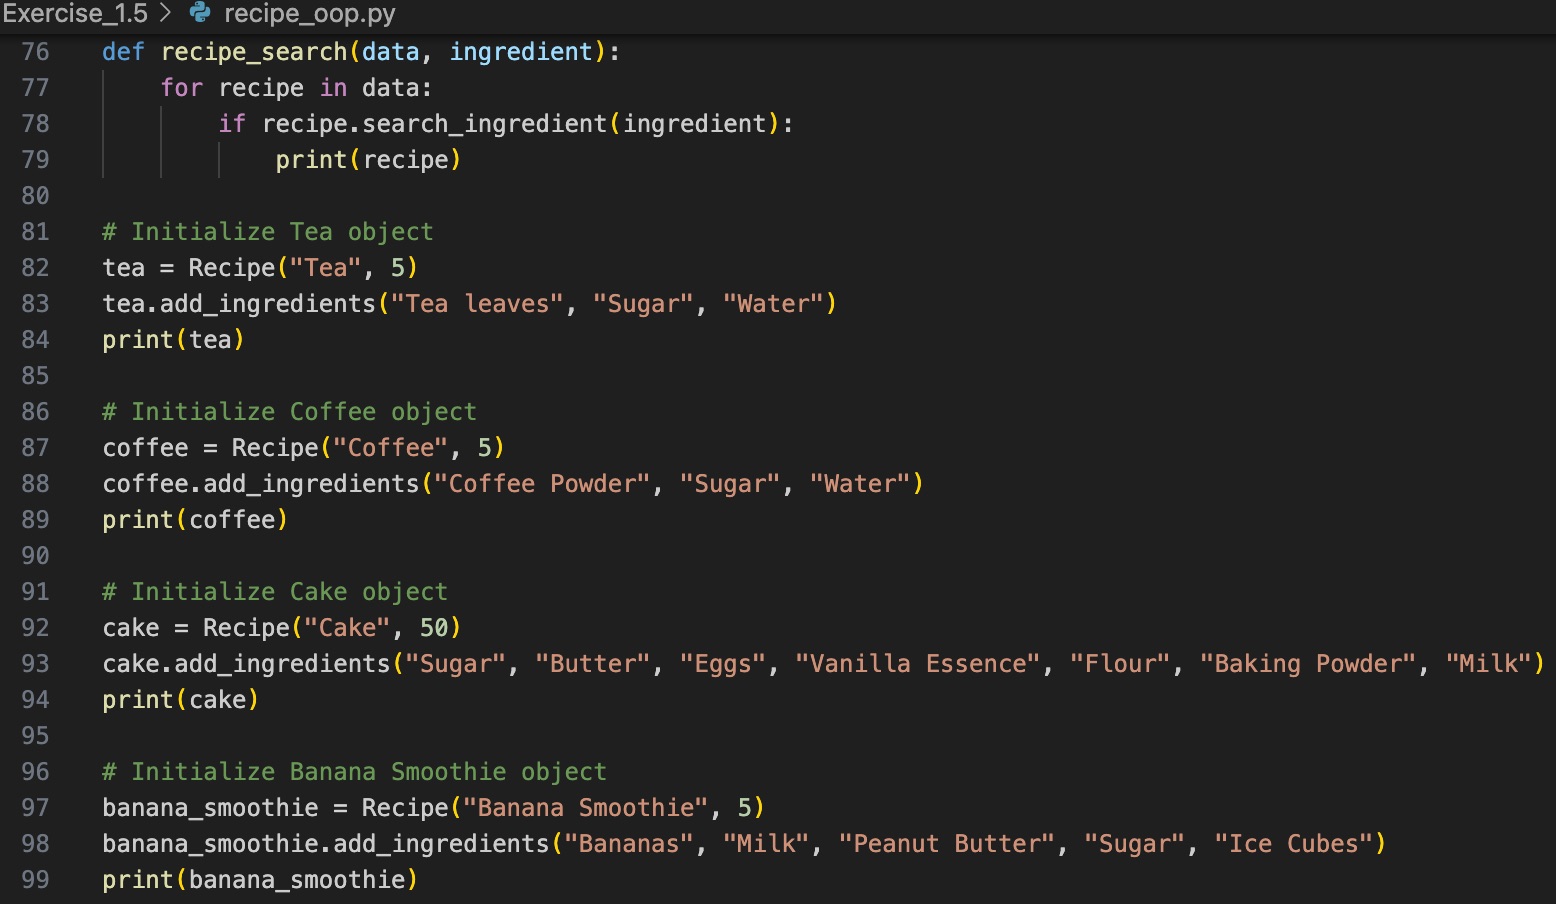 Exercise_1.5 > recipe_oop.py
76 def recipe_search(data, ingredient):
77     for recipe in data:
78         if recipe.search_ingredient(ingredient):
79             print(recipe)
80
81 # Initialize Tea object
82 tea = Recipe("Tea", 5)
83 tea.add_ingredients("Tea leaves", "Sugar", "Water")
84 print(tea)
85
86 # Initialize Coffee object
87 coffee = Recipe("Coffee", 5)
88 coffee.add_ingredients("Coffee Powder", "Sugar", "Water")
89 print(coffee)
90
91 # Initialize Cake object
92 cake = Recipe("Cake", 50)
93 cake.add_ingredients("Sugar", "Butter", "Eggs", "Vanilla Essence", "Flour", "Baking Powder", "Milk")
94 print(cake)
95
96 # Initialize Banana Smoothie object
97 banana_smoothie = Recipe("Banana Smoothie", 5)
98 banana_smoothie.add_ingredients("Bananas", "Milk", "Peanut Butter", "Sugar", "Ice Cubes")
99 print(banana_smoothie)